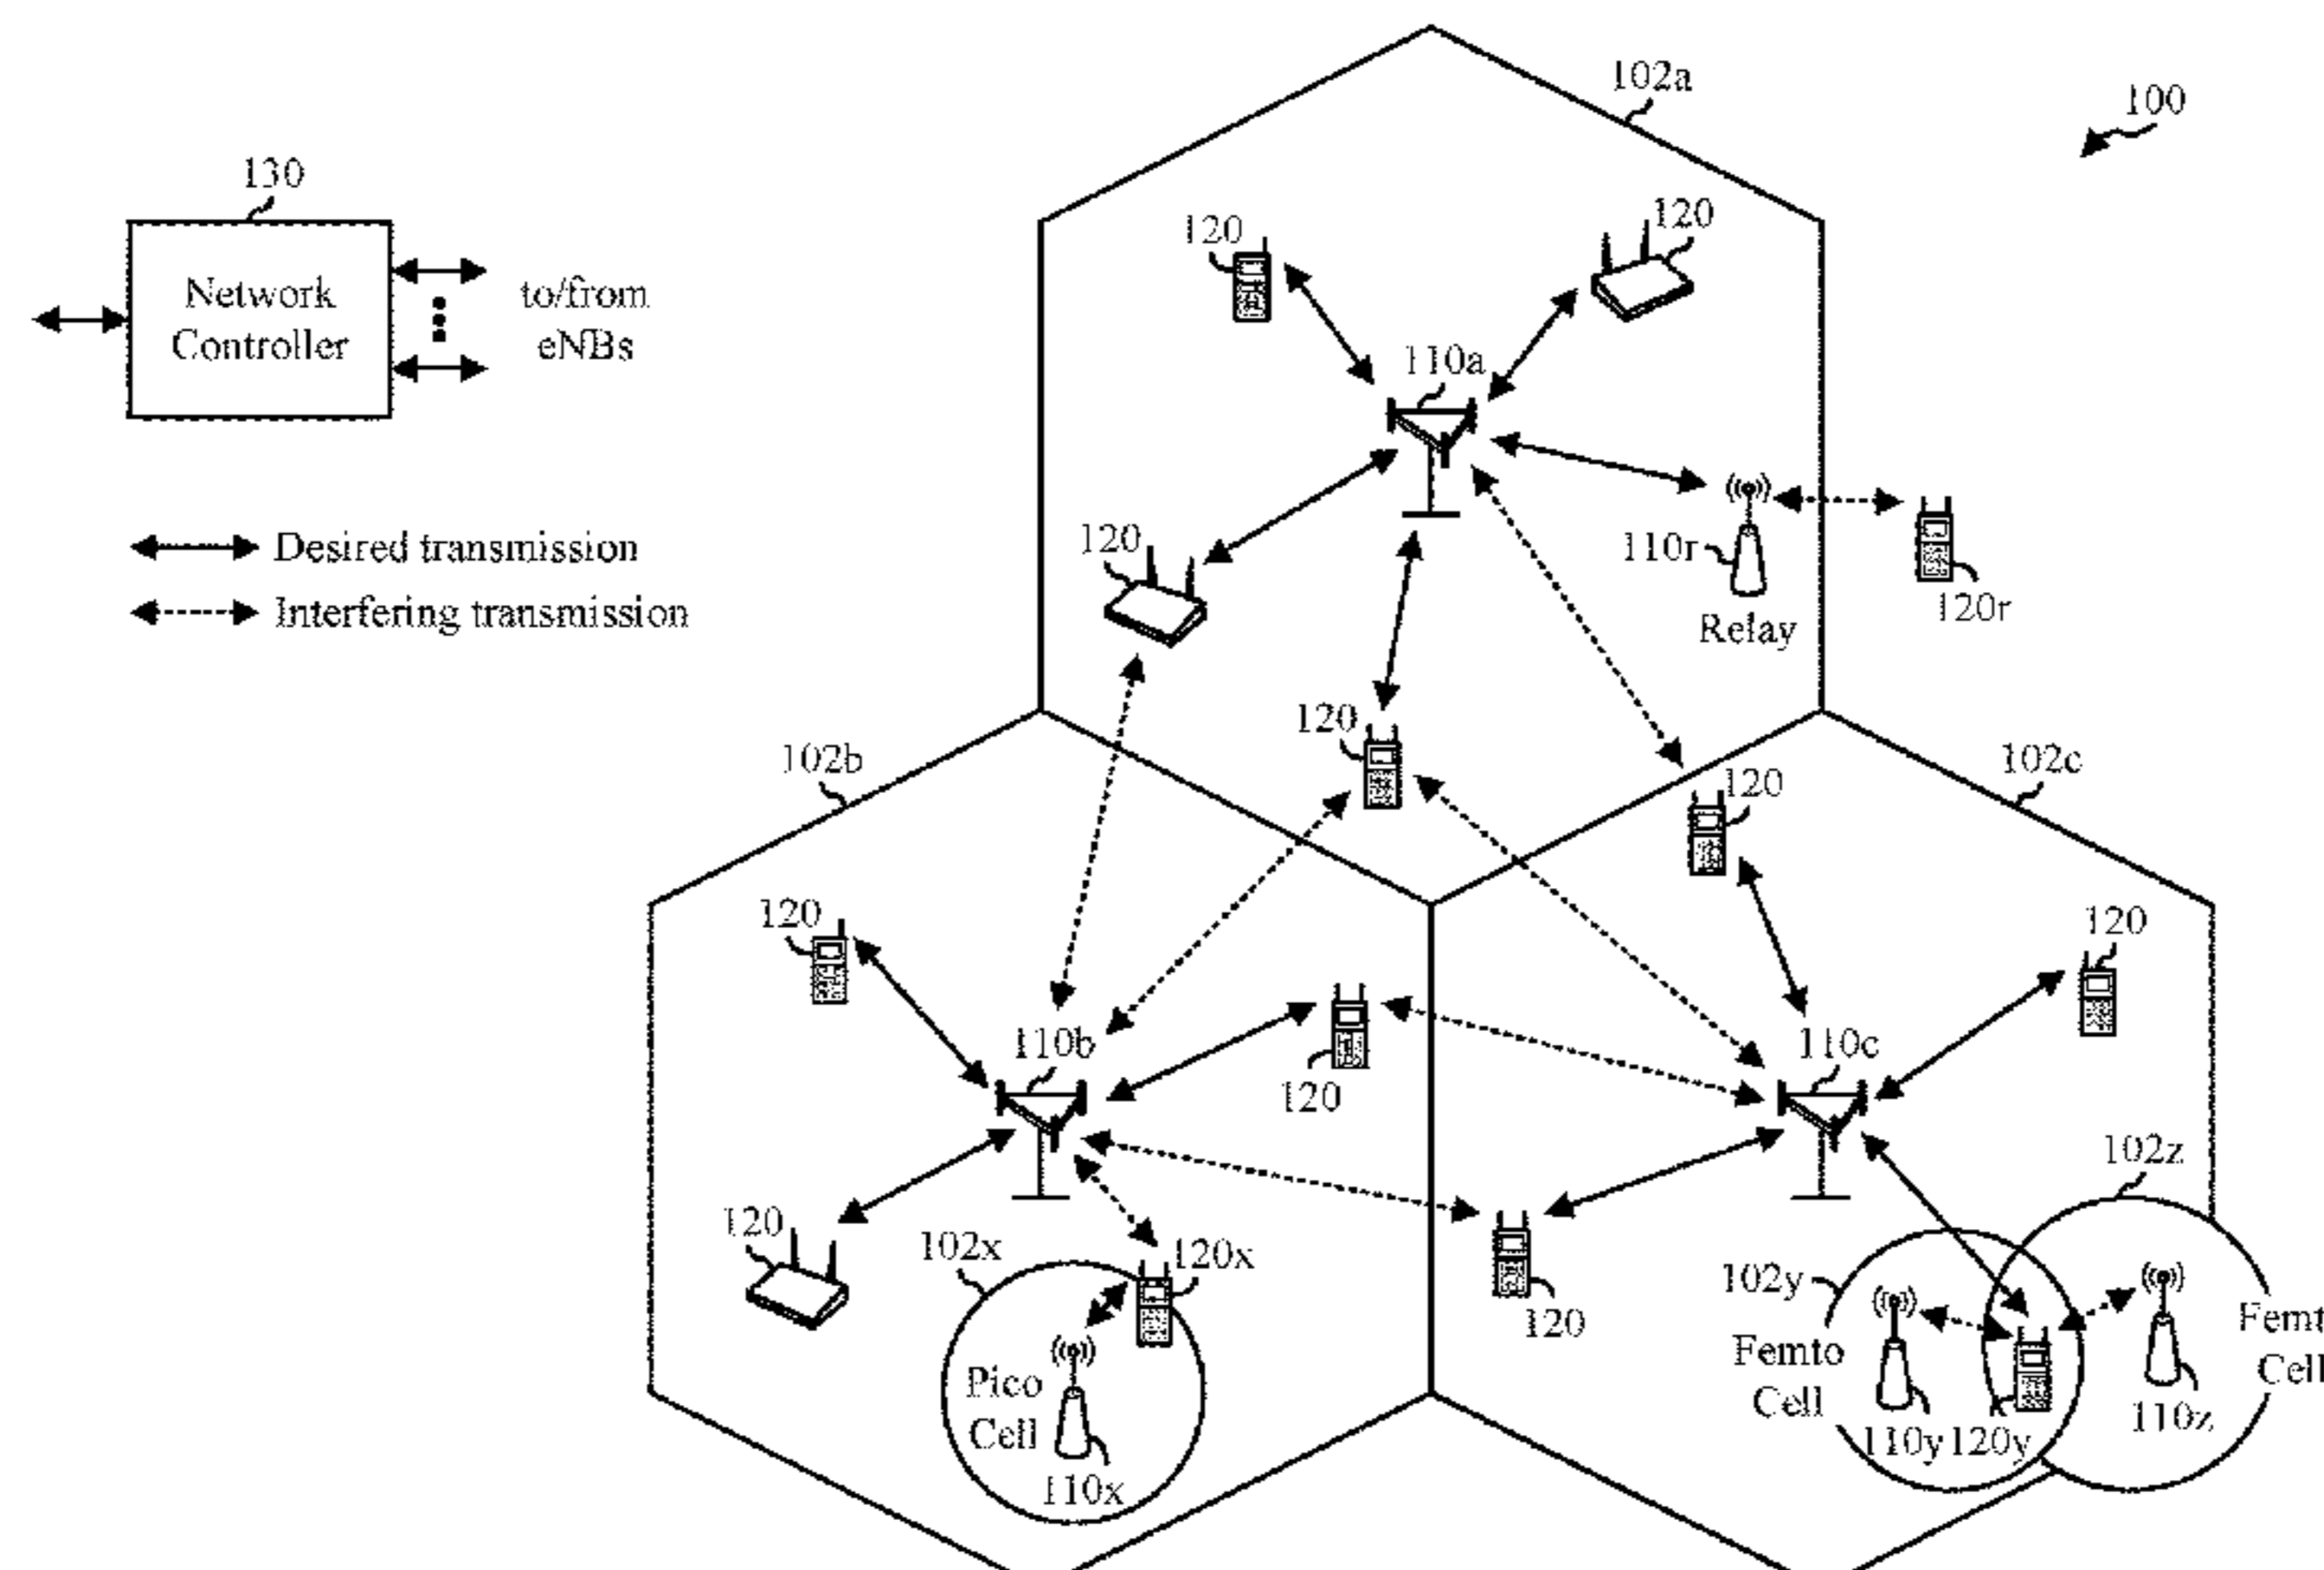 102a
100
130
120
120
Network
Controller
to/from
eNBs
110a
Desired transmission
Interfering transmission
120
110r
120r
Relay
120
102b
102c
120
120
120
110b
110c
120
102z
120
102x
120x
102y
120
Pico
Cell
110x
Femto
Cell
110y
120y
110z
Femt
Cell